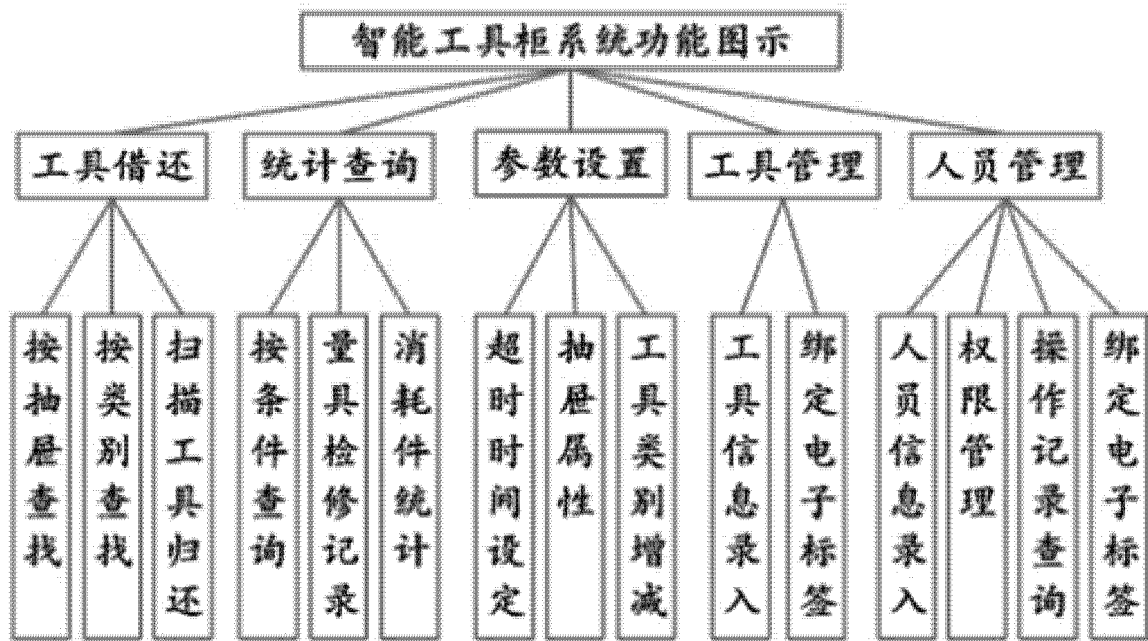 智能工具柜系统功能图示
工具借还
统计查询
参数设置
工具管理
人员管理
按抽屉查找
按类别查找
扫描工具归还
按条件查询
量具检修记录
消耗件统计
超时时间设定
抽屉属性
工具类别增减
工具信息录入
绑定电子标签
人员信息录入
权限管理
操作记录查询
绑定电子标签